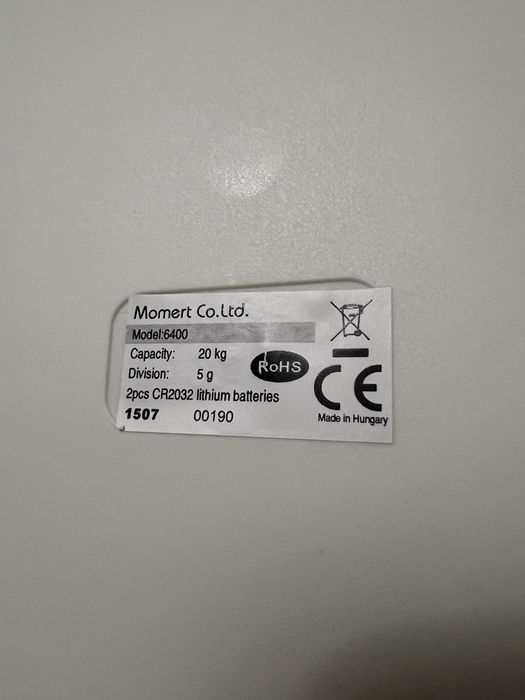 Momert Co.Ltd.
Model:6400
Capacity: 20 kg
Division: 5 g
RoHS
2pcs CR2032 lithium batteries
CE
1507 00190
Made in Hungary